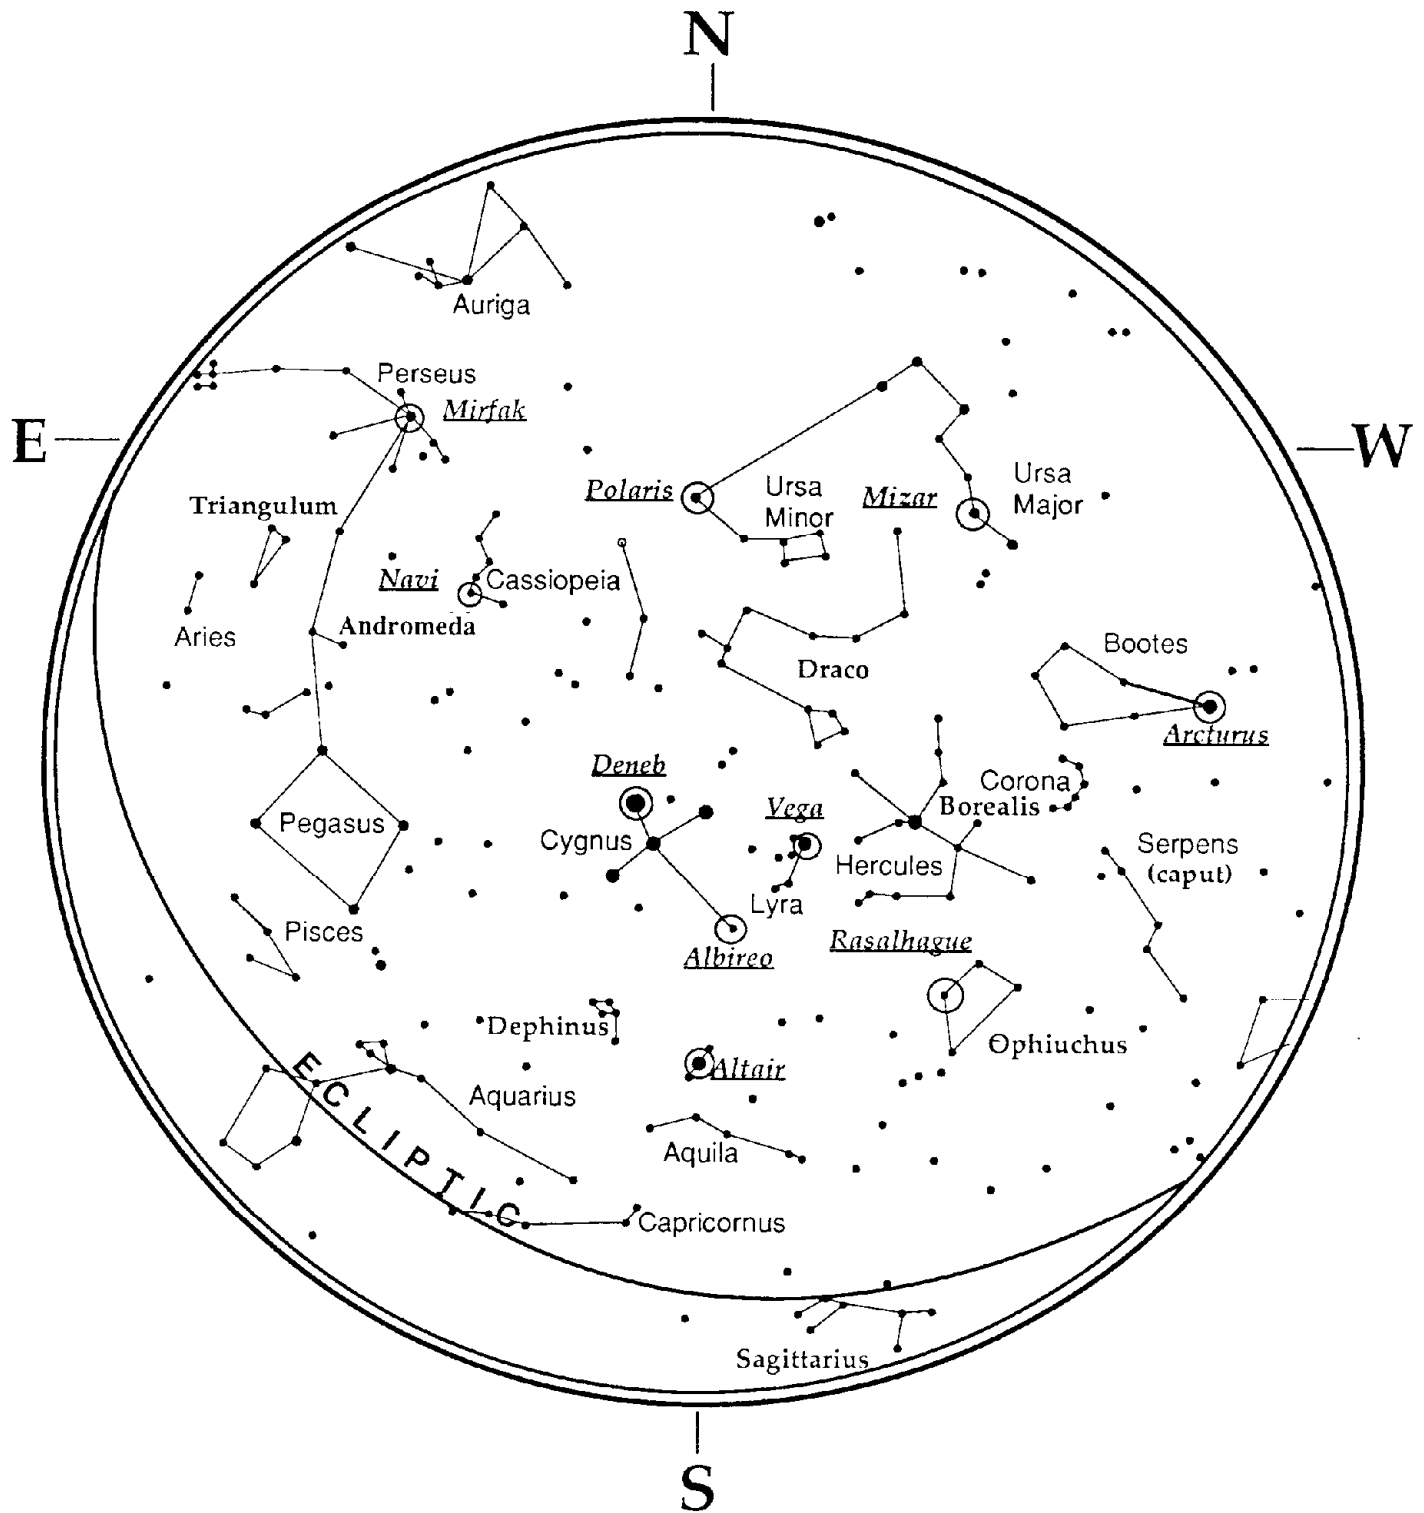 N
Auriga
Perseus
Mirfak
E
W
Polaris
Ursa
Minor
Mizar
Ursa
Major
Triangulum
Navi
Cassiopeia
Aries
Andromeda
Draco
Bootes
Arcturus
Deneb
Corona
Borealis
Vega
Pegasus
Cygnus
Hercules
Serpens
(caput)
Lyra
Pisces
Albireo
Rasalhague
Dephinus
Ophiuchus
Altair
ECLIPTIC
Aquarius
Aquila
Capricornus
Sagittarius
S